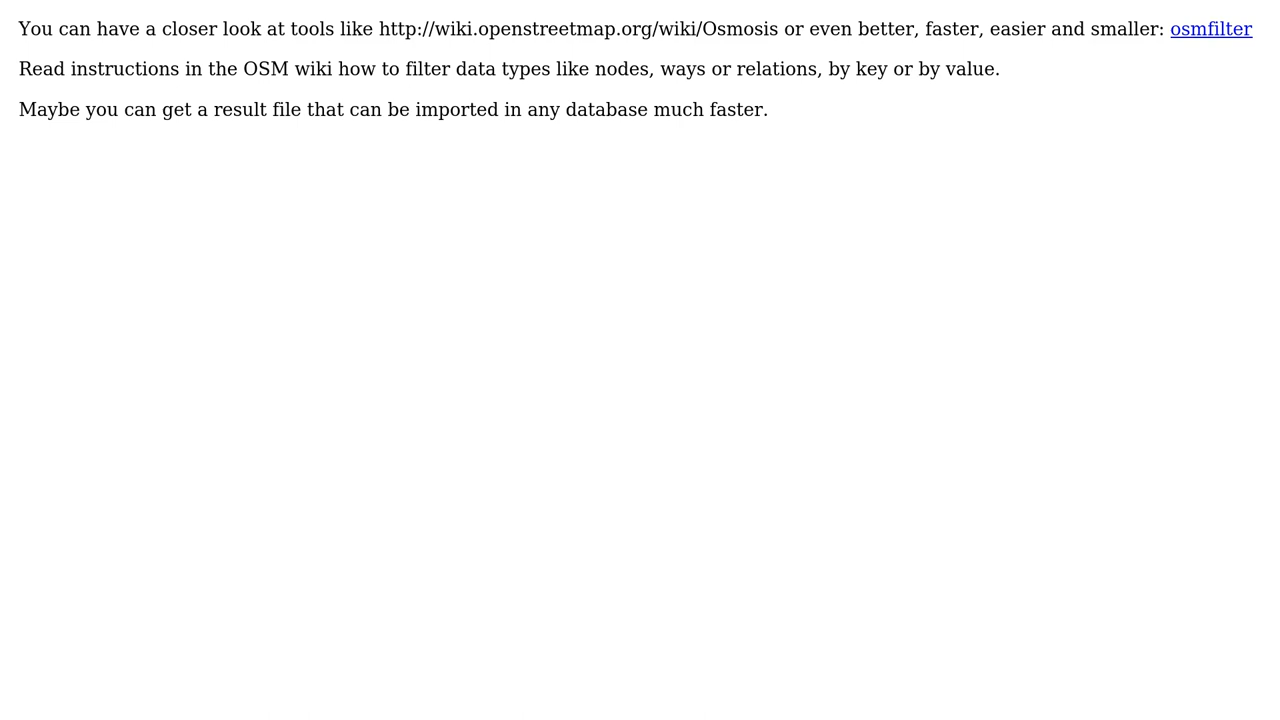 You can have a closer look at tools like http://wiki.openstreetmap.org/wiki/Osmosis or even better, faster, easier and smaller: osmfilter
Read instructions in the OSM wiki how to filter data types like nodes, ways or relations, by key or by value.
Maybe you can get a result file that can be imported in any database much faster.